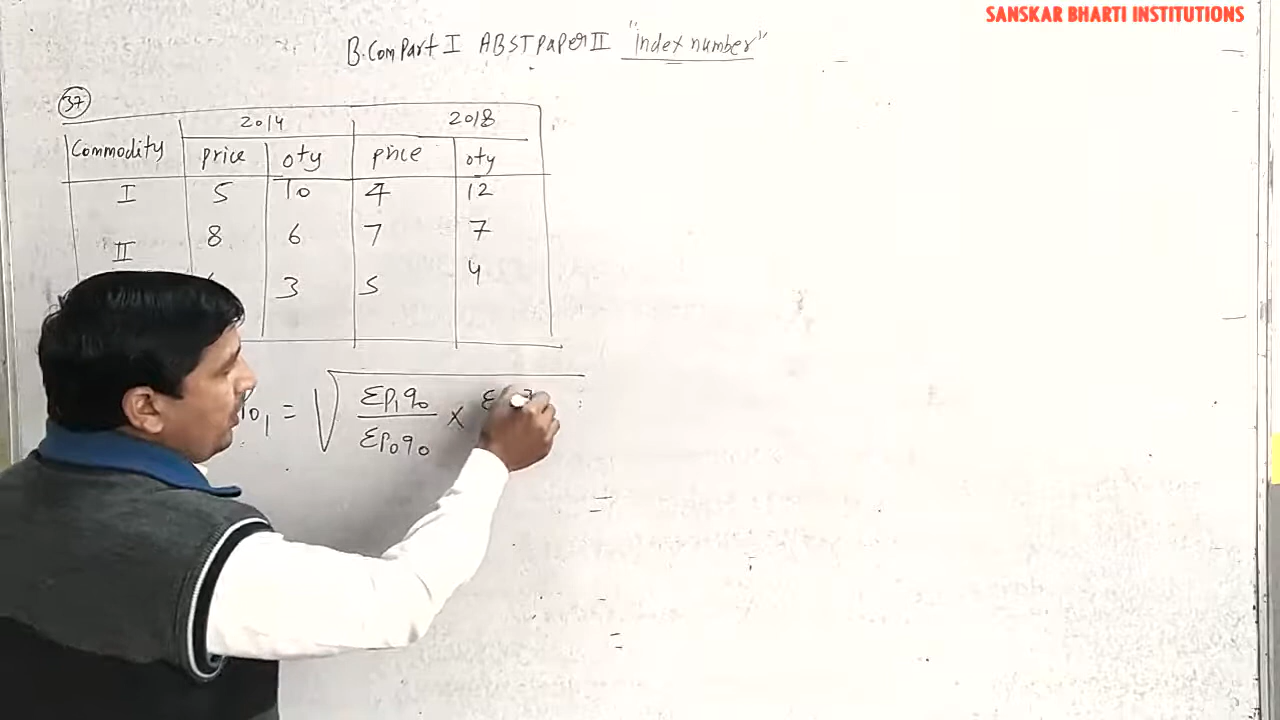 SANSKAR BHARTI INSTITUTIONS
B.Com Part I ABST Paper II "Index number"
37
2014 2018
Commodity price qty price qty
I 5 10 4 12
II 8 6 7 7
3 5 4
P₀₁ = √ Σp₁q₀ / Σp₀q₀ × Σ